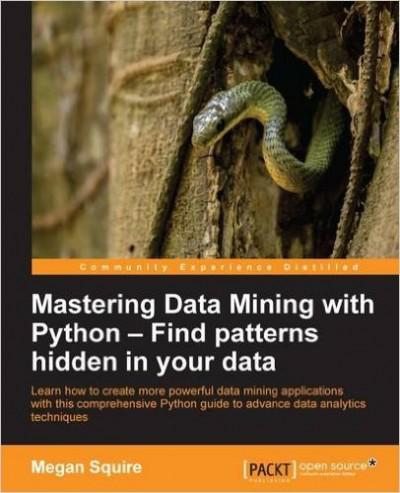 Community Experience Distilled
Mastering Data Mining with
Python – Find patterns
hidden in your data
Learn how to create more powerful data mining applications
with this comprehensive Python guide to advance data analytics
techniques
Megan Squire
[PACKT]
PUBLISHING
open source*